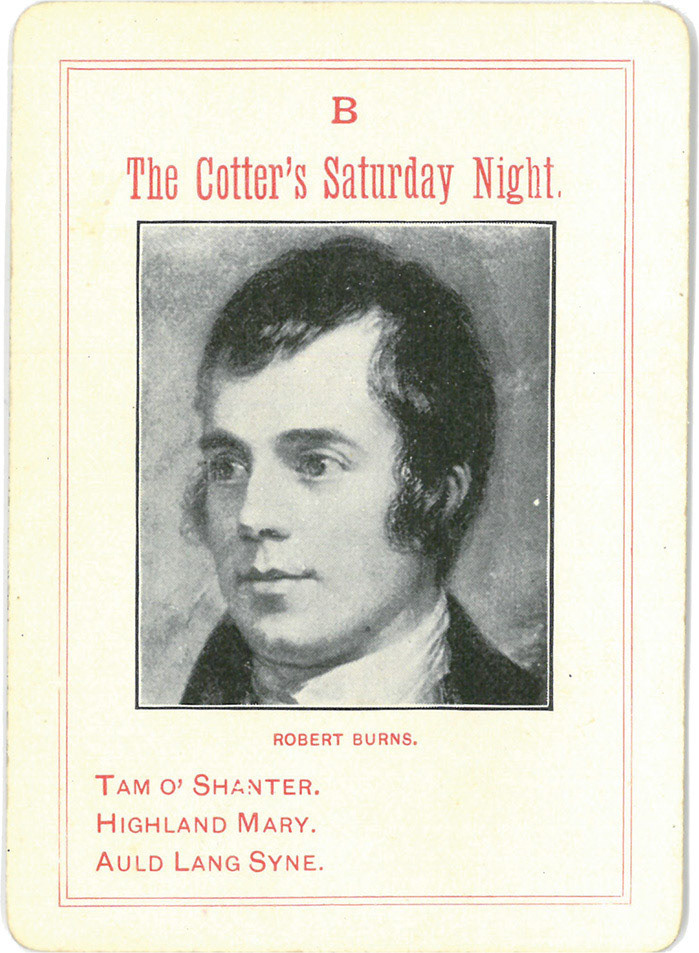 B
The Cotter's Saturday Night.
ROBERT BURNS.
TAM O' SHANTER.
HIGHLAND MARY.
AULD LANG SYNE.